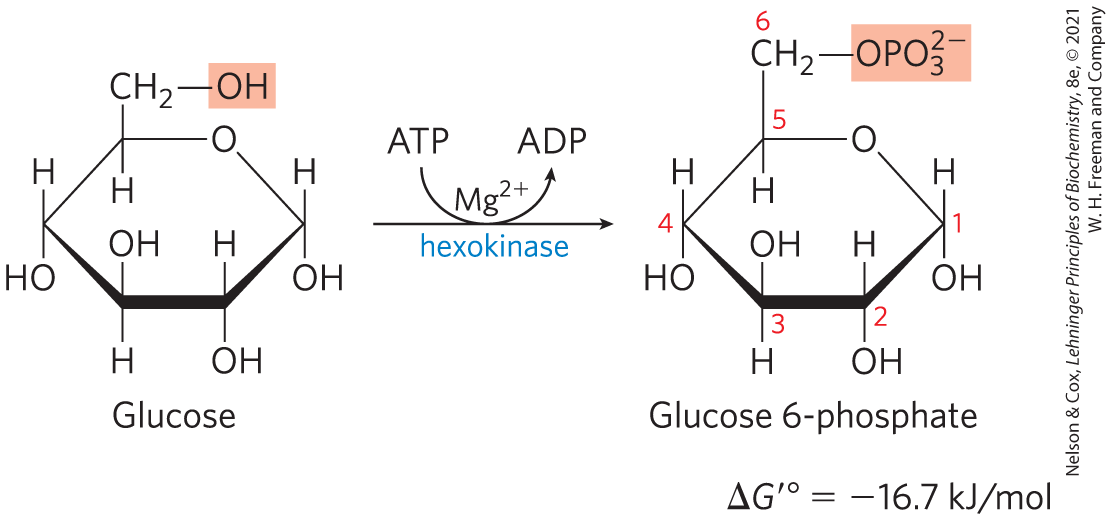 6
CH₂—OPO₃²⁻
CH₂—OH
5
O
O
ATP
ADP
H
H
H
H
H
H
Mg²⁺
4
1
hexokinase
OH
H
OH
H
HO
OH
HO
OH
3
2
H
OH
H
OH
Glucose
Glucose 6-phosphate
ΔG′° = −16.7 kJ/mol
Nelson & Cox, Lehninger Principles of Biochemistry, 8e, © 2021
W. H. Freeman and Company